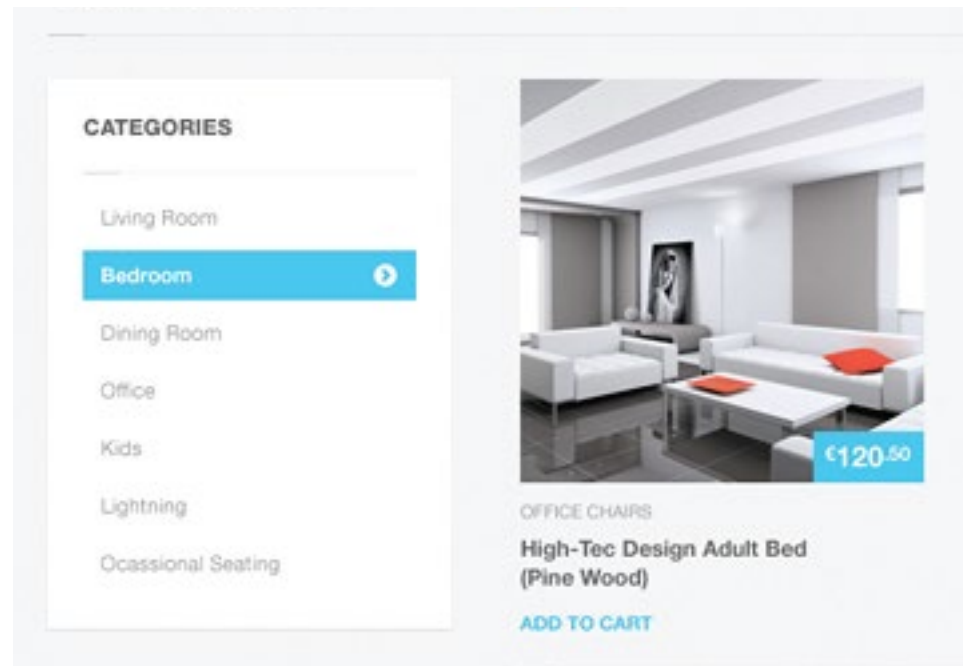 CATEGORIES
Living Room
Bedroom
Dining Room
Office
Kids
Lightning
Ocassional Seating
€120.50
OFFICE CHAIRS
High-Tec Design Adult Bed
(Pine Wood)
ADD TO CART